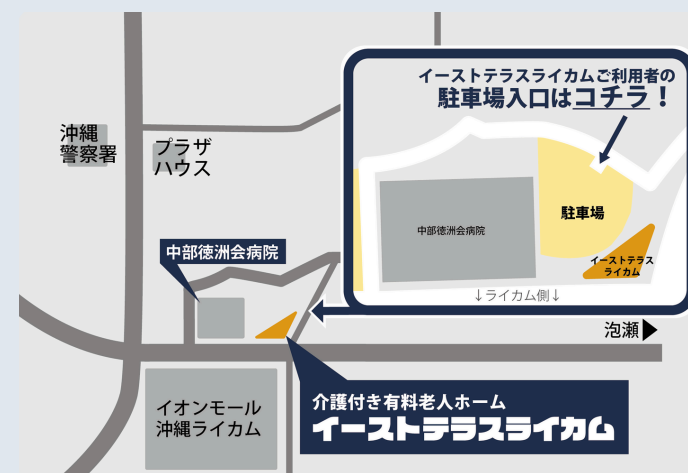 イーストテラスライカムご利用者の
駐車場入口はコチラ！
沖縄
警察署
プラザ
ハウス
駐車場
中部徳洲会病院
イーストテラス
ライカム
中部徳洲会病院
↓ライカム側↓
泡瀬▶
イオンモール
沖縄ライカム
介護付き有料老人ホーム
イーストテラスライカム